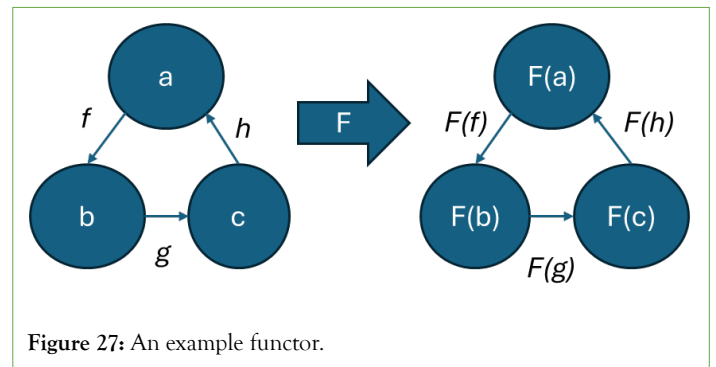 a
f
h
b
g
c
F
F(a)
F(f)
F(h)
F(b)
F(g)
F(c)
Figure 27: An example functor.